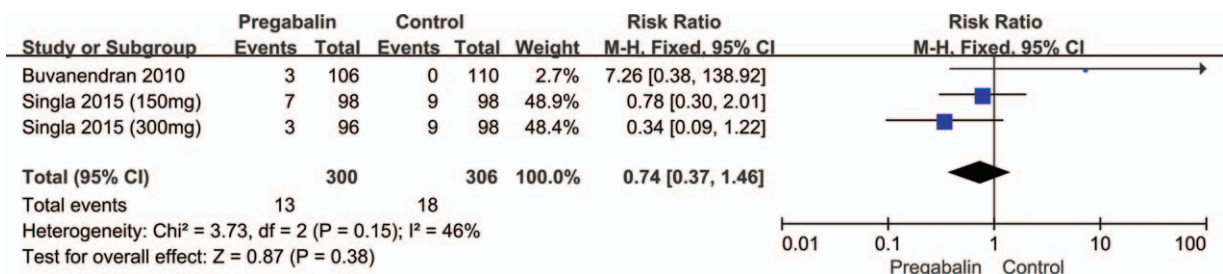 Pregabalin Control Risk Ratio Risk Ratio
Study or Subgroup Events Total Events Total Weight M-H, Fixed, 95% CI M-H, Fixed, 95% CI
Buvanendran 2010 3 106 0 110 2.7% 7.26 [0.38, 138.92]
Singla 2015 (150mg) 7 98 9 98 48.9% 0.78 [0.30, 2.01]
Singla 2015 (300mg) 3 96 9 98 48.4% 0.34 [0.09, 1.22]
Total (95% CI) 300 306 100.0% 0.74 [0.37, 1.46]
Total events 13 18
Heterogeneity: Chi² = 3.73, df = 2 (P = 0.15); I² = 46%
Test for overall effect: Z = 0.87 (P = 0.38)
0.01 0.1 1 10 100
Pregabalin Control